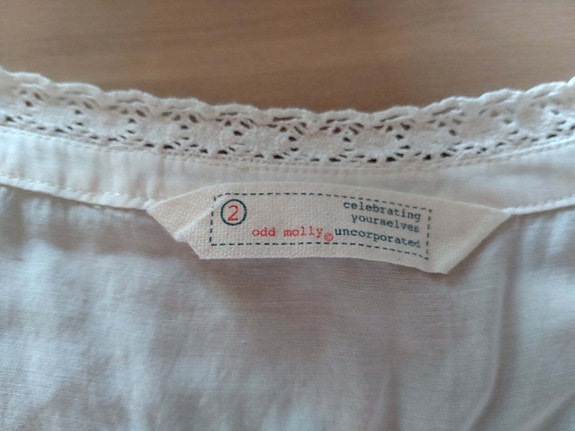 2
celebrating
yourselves
odd molly© uncorporated